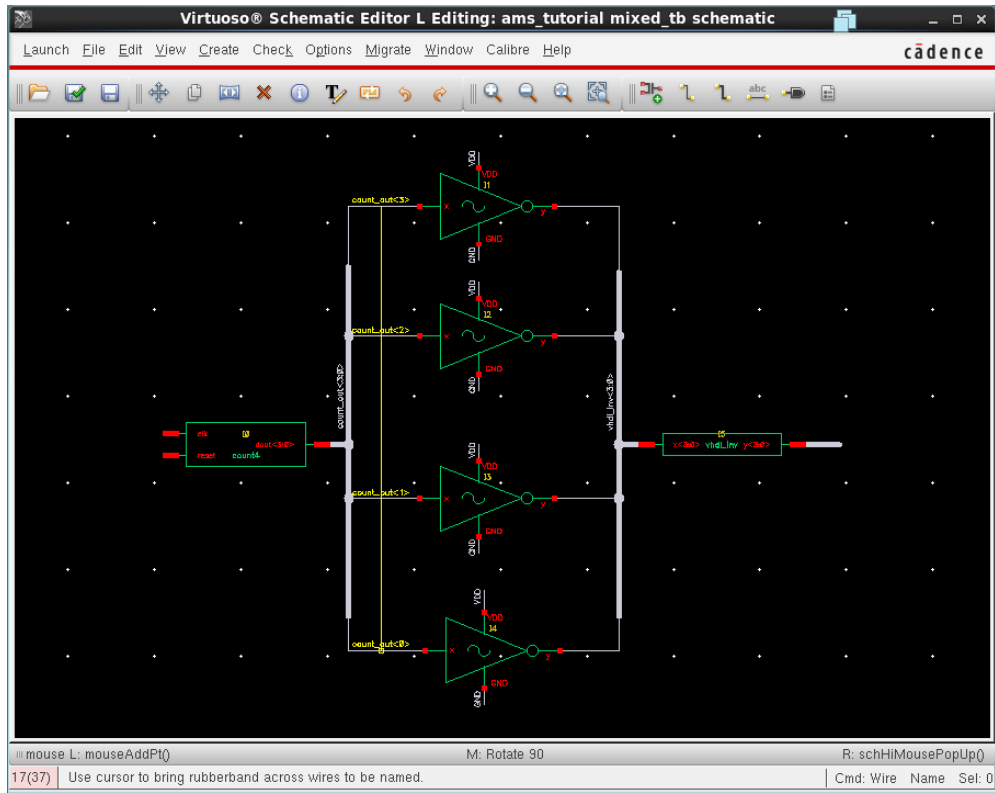 Virtuoso® Schematic Editor L Editing: ams_tutorial mixed_tb schematic
Launch File Edit View Create Check Options Migrate Window Calibre Help
cādence
T
abc
VDD
VDD
I1
count_out<3>
x
y
GND
GND
VDD
VDD
I2
count_out<2>
x
y
GND
GND
count_out<3:0>
vhdl_inv<3:0>
clk
I0
dout<3:0>
reset
count4
I5
x<3:0> vhdl_inv y<3:0>
VDD
I3
count_out<1>
x
y
GND
GND
VDD
VDD
I4
count_out<0>
x
y
GND
GND
mouse L: mouseAddPt()
M: Rotate 90
R: schHiMousePopUp()
17(37) Use cursor to bring rubberband across wires to be named.
Cmd: Wire Name Sel: 0